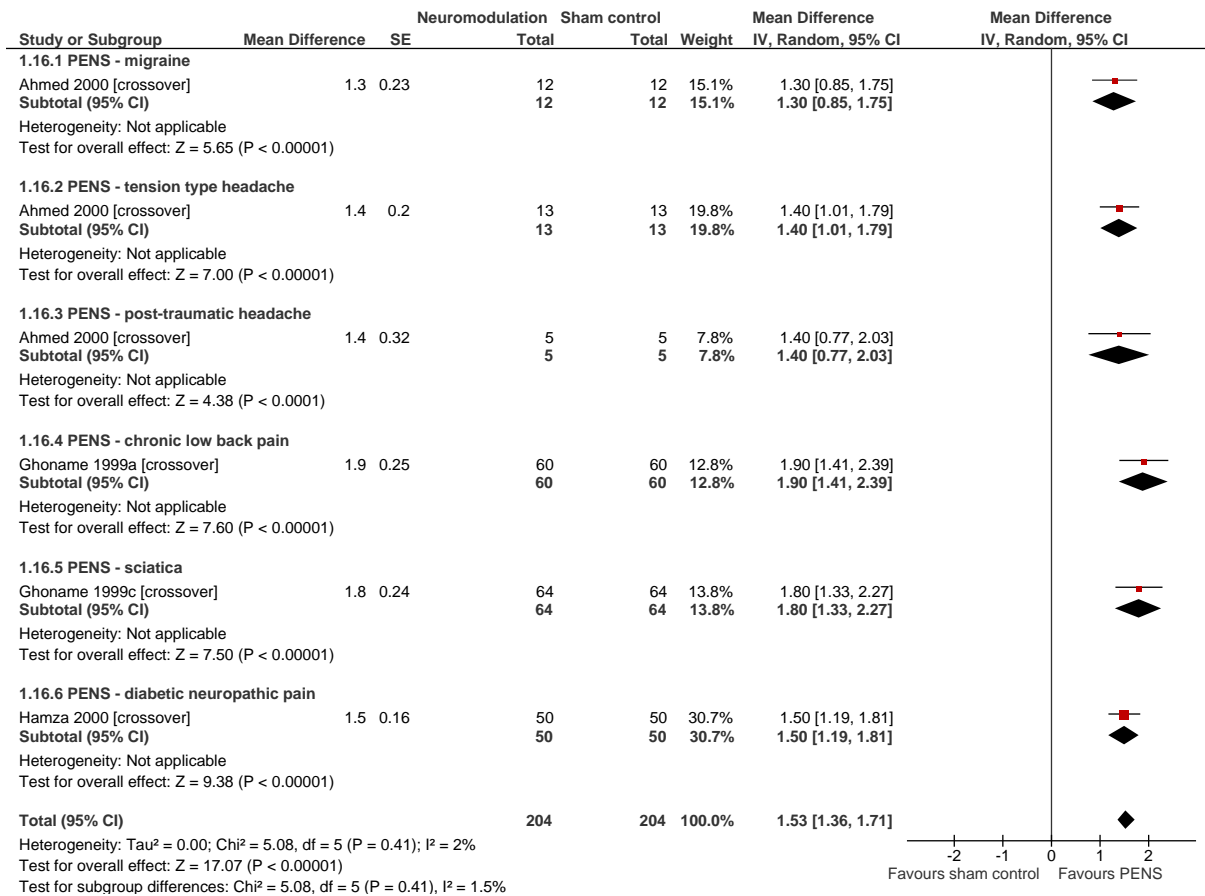 Neuromodulation Sham control Mean Difference Mean Difference
Study or Subgroup Mean Difference SE Total Total Weight IV, Random, 95% CI IV, Random, 95% CI
1.16.1 PENS - migraine
Ahmed 2000 [crossover] 1.3 0.23 12 12 15.1% 1.30 [0.85, 1.75]
Subtotal (95% CI) 12 12 15.1% 1.30 [0.85, 1.75]
Heterogeneity: Not applicable
Test for overall effect: Z = 5.65 (P < 0.00001)
1.16.2 PENS - tension type headache
Ahmed 2000 [crossover] 1.4 0.2 13 13 19.8% 1.40 [1.01, 1.79]
Subtotal (95% CI) 13 13 19.8% 1.40 [1.01, 1.79]
Heterogeneity: Not applicable
Test for overall effect: Z = 7.00 (P < 0.00001)
1.16.3 PENS - post-traumatic headache
Ahmed 2000 [crossover] 1.4 0.32 5 5 7.8% 1.40 [0.77, 2.03]
Subtotal (95% CI) 5 5 7.8% 1.40 [0.77, 2.03]
Heterogeneity: Not applicable
Test for overall effect: Z = 4.38 (P < 0.0001)
1.16.4 PENS - chronic low back pain
Ghoname 1999a [crossover] 1.9 0.25 60 60 12.8% 1.90 [1.41, 2.39]
Subtotal (95% CI) 60 60 12.8% 1.90 [1.41, 2.39]
Heterogeneity: Not applicable
Test for overall effect: Z = 7.60 (P < 0.00001)
1.16.5 PENS - sciatica
Ghoname 1999c [crossover] 1.8 0.24 64 64 13.8% 1.80 [1.33, 2.27]
Subtotal (95% CI) 64 64 13.8% 1.80 [1.33, 2.27]
Heterogeneity: Not applicable
Test for overall effect: Z = 7.50 (P < 0.00001)
1.16.6 PENS - diabetic neuropathic pain
Hamza 2000 [crossover] 1.5 0.16 50 50 30.7% 1.50 [1.19, 1.81]
Subtotal (95% CI) 50 50 30.7% 1.50 [1.19, 1.81]
Heterogeneity: Not applicable
Test for overall effect: Z = 9.38 (P < 0.00001)
Total (95% CI) 204 204 100.0% 1.53 [1.36, 1.71]
Heterogeneity: Tau² = 0.00; Chi² = 5.08, df = 5 (P = 0.41); I² = 2%
Test for overall effect: Z = 17.07 (P < 0.00001)
Test for subgroup differences: Chi² = 5.08, df = 5 (P = 0.41), I² = 1.5%
-2 -1 0 1 2
Favours sham control Favours PENS